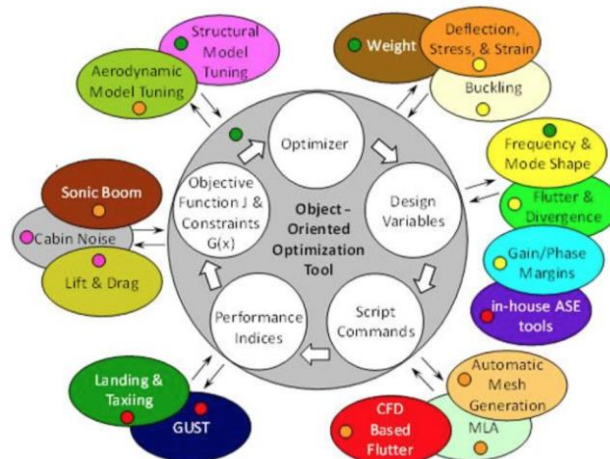 Structural
Model
Tuning
Aerodynamic
Model Tuning
Weight
Deflection,
Stress, & Strain
Buckling
Optimizer
Frequency
& Mode Shape
Flutter &
Divergence
Gain/Phase
Margins
in-house ASE
tools
Sonic Boom
Cabin Noise
Lift & Drag
Objective
Function J &
Constraints
G(x)
Object –
Oriented
Optimization
Tool
Design
Variables
Performance
Indices
Script
Commands
Landing &
Taxiing
GUST
CFD
Based
Flutter
Automatic
Mesh
Generation
MLA